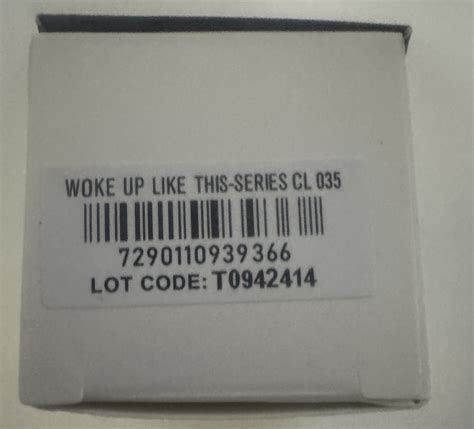 WOKE UP LIKE THIS-SERIES CL 035
7290110939366
LOT CODE: T0942414